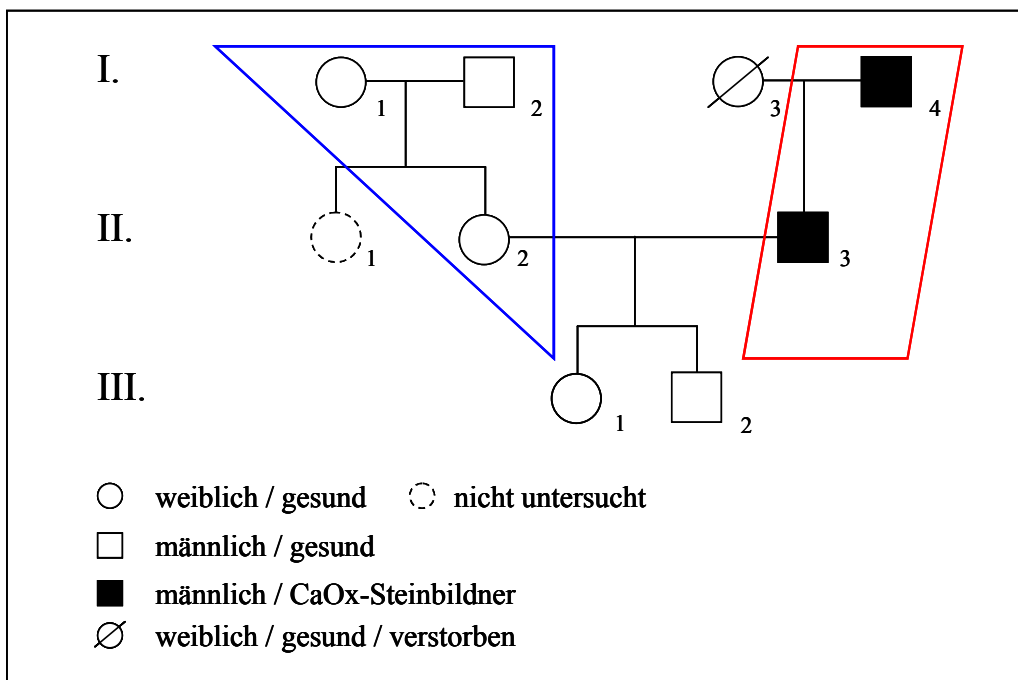 I.
1 2 3 4
II.
1 2 3
III.
1 2
weiblich / gesund nicht untersucht
männlich / gesund
männlich / CaOx-Steinbildner
weiblich / gesund / verstorben